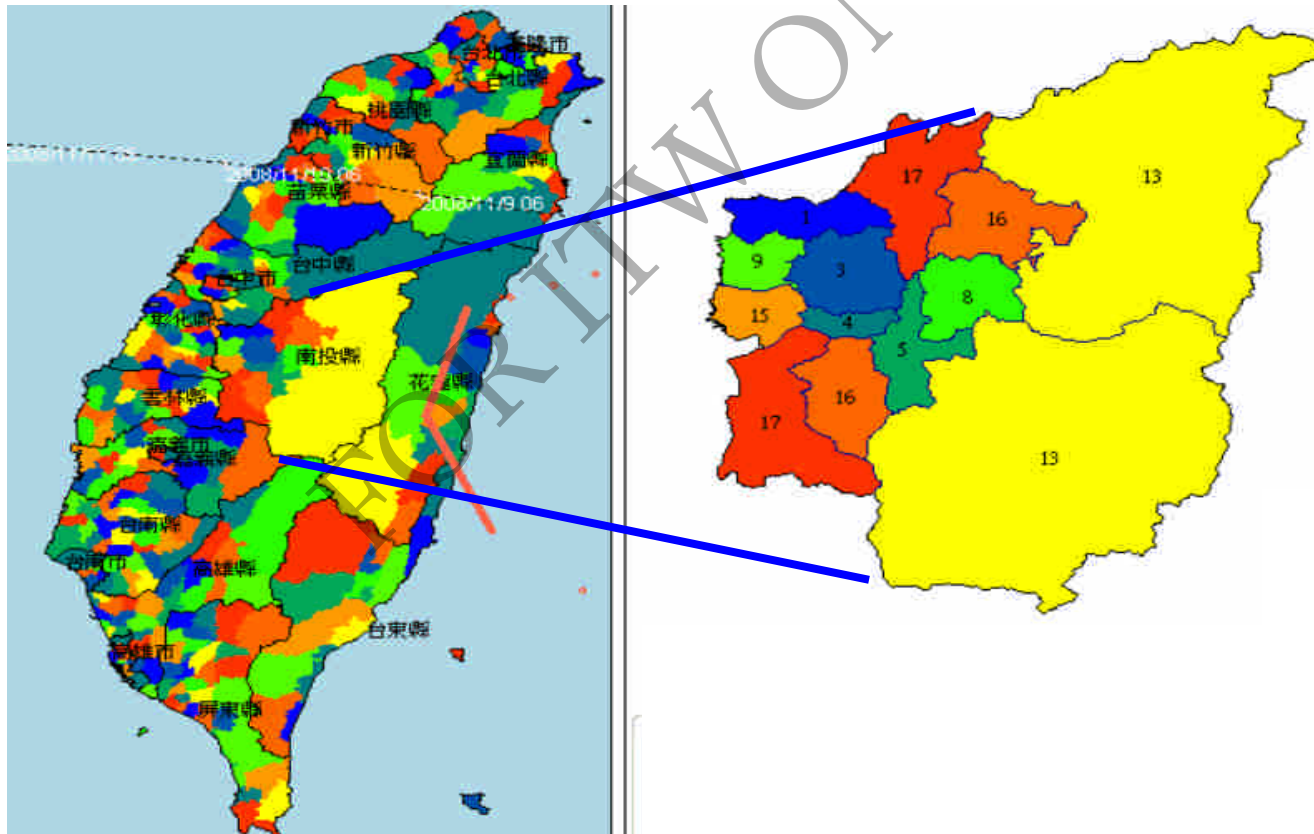 台北市
基隆市
台北縣
桃園縣
新竹市
新竹縣
宜蘭縣
2008/11/9 06
苗栗縣
2008/11/9 06
台中縣
台中市
彰化縣
南投縣
花蓮縣
雲林縣
嘉義市
嘉義縣
台南縣
台南市
高雄縣
台東縣
高雄市
屏東縣
17
13
1
16
9
3
8
15
4
5
16
17
13